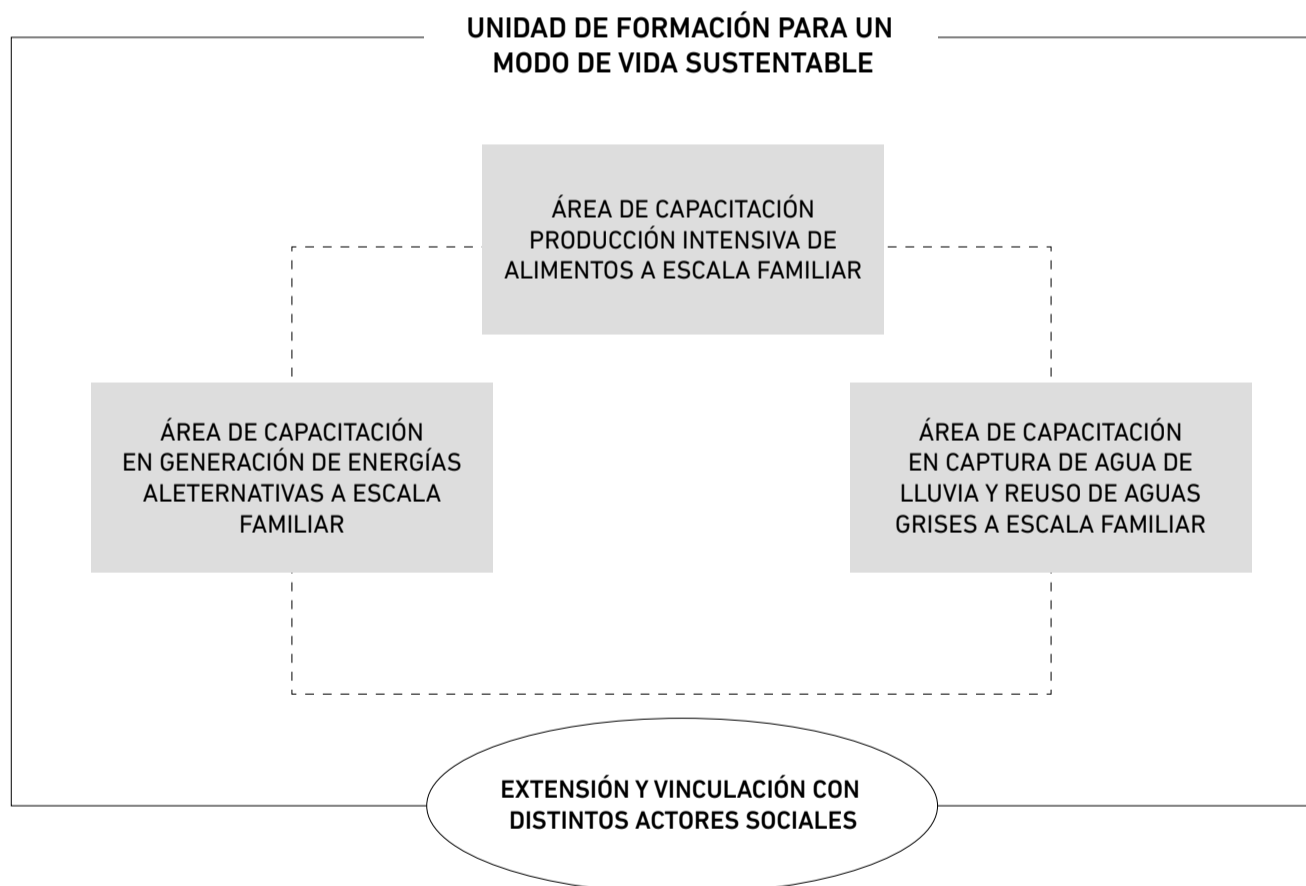 UNIDAD DE FORMACIÓN PARA UN
MODO DE VIDA SUSTENTABLE
ÁREA DE CAPACITACIÓN
PRODUCCIÓN INTENSIVA DE
ALIMENTOS A ESCALA FAMILIAR
ÁREA DE CAPACITACIÓN
EN GENERACIÓN DE ENERGÍAS
ALETERNATIVAS A ESCALA
FAMILIAR
ÁREA DE CAPACITACIÓN
EN CAPTURA DE AGUA DE
LLUVIA Y REUSO DE AGUAS
GRISES A ESCALA FAMILIAR
EXTENSIÓN Y VINCULACIÓN CON
DISTINTOS ACTORES SOCIALES